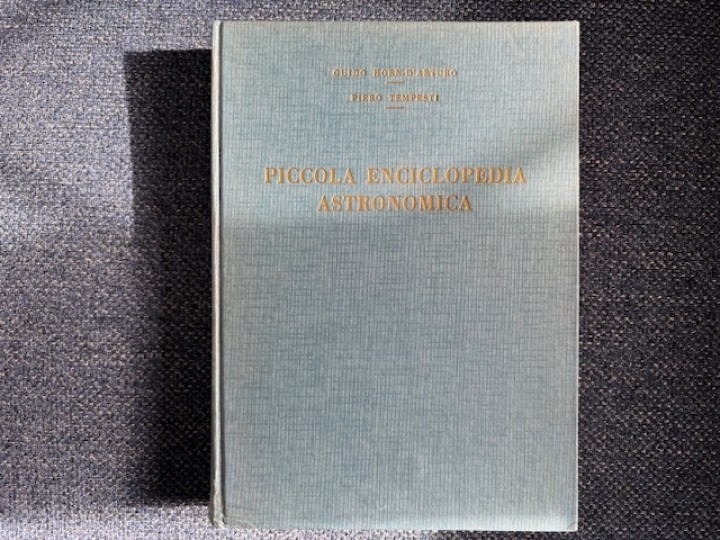 GUIDO HORN-D'ARTURO
PIERO TEMPESTI
PICCOLA ENCICLOPEDIA
ASTRONOMICA